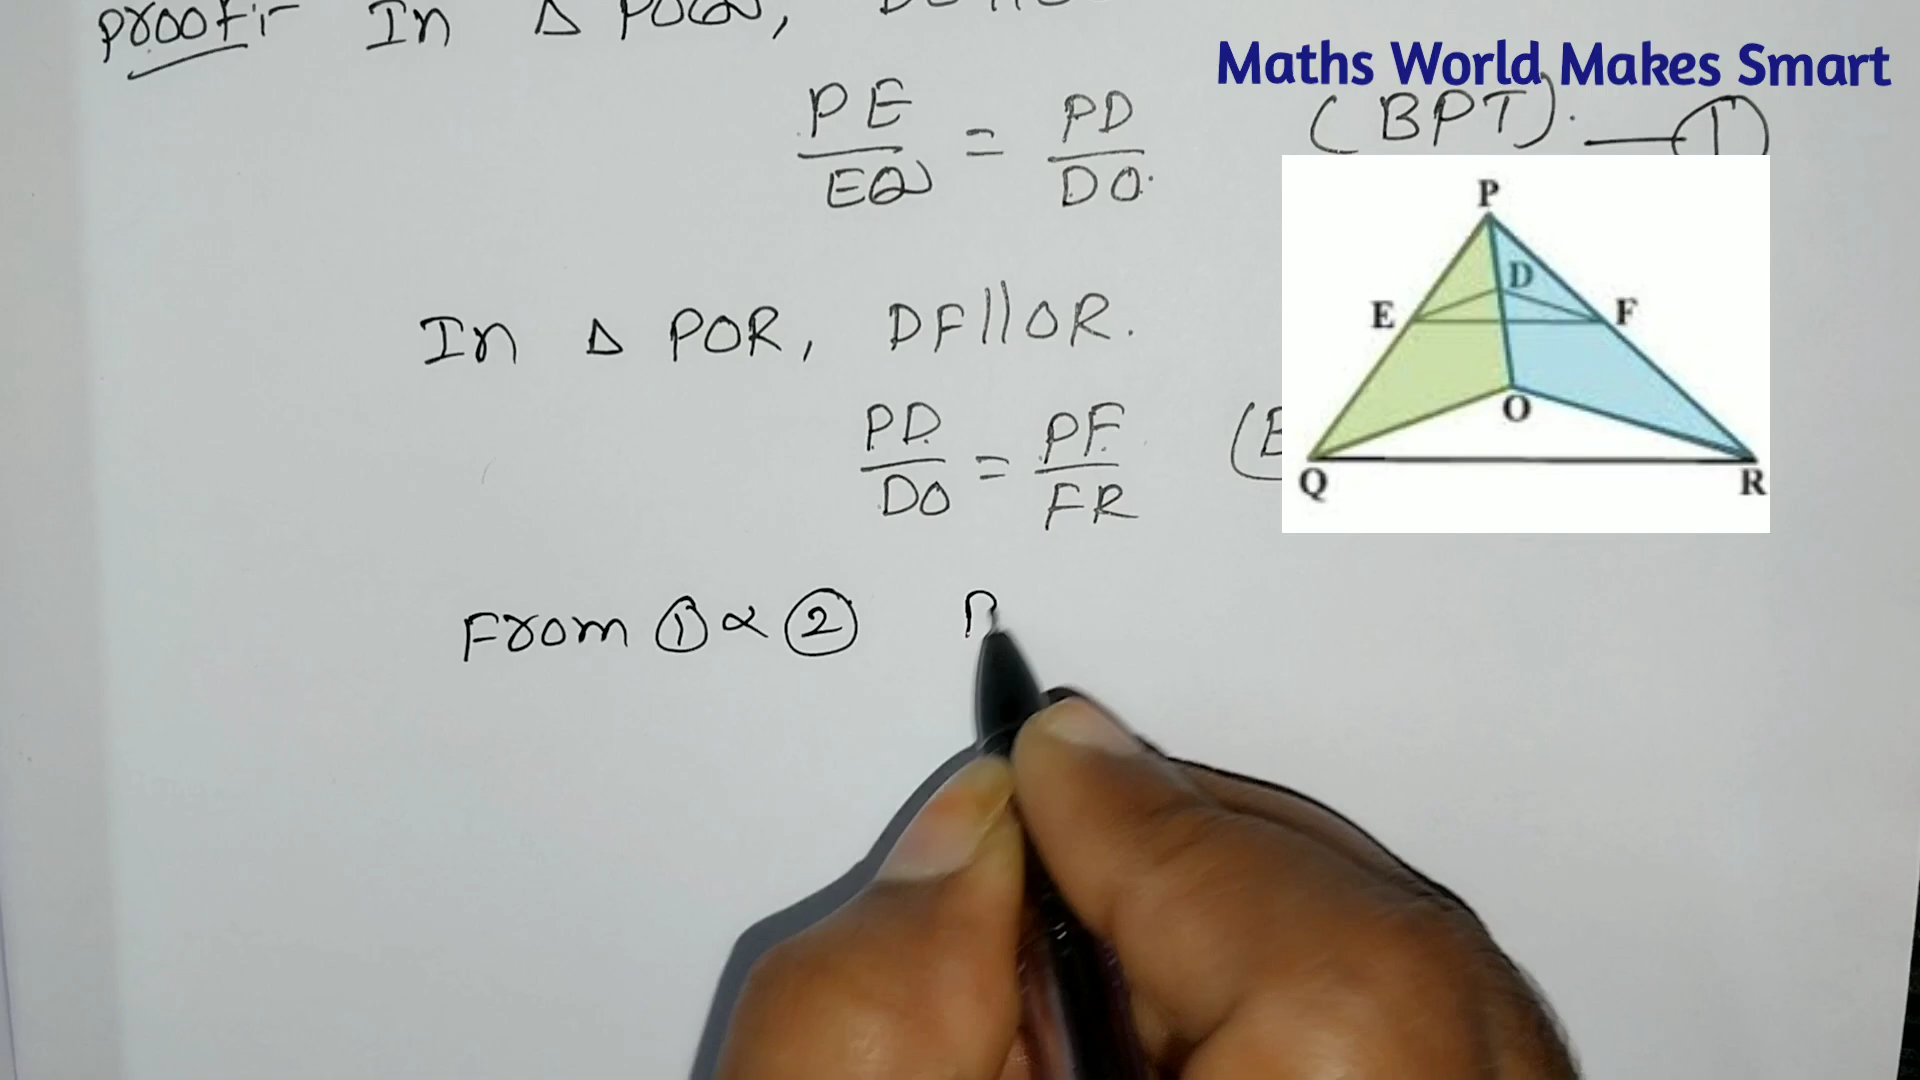 proof:- In Δ POQ,
Maths World Makes Smart
PE/EQ = PD/DO. (BPT). —①
In Δ POR, DF||OR.
PD/DO = PF/FR (B
From ① & ② P
P
D
E F
O
Q R